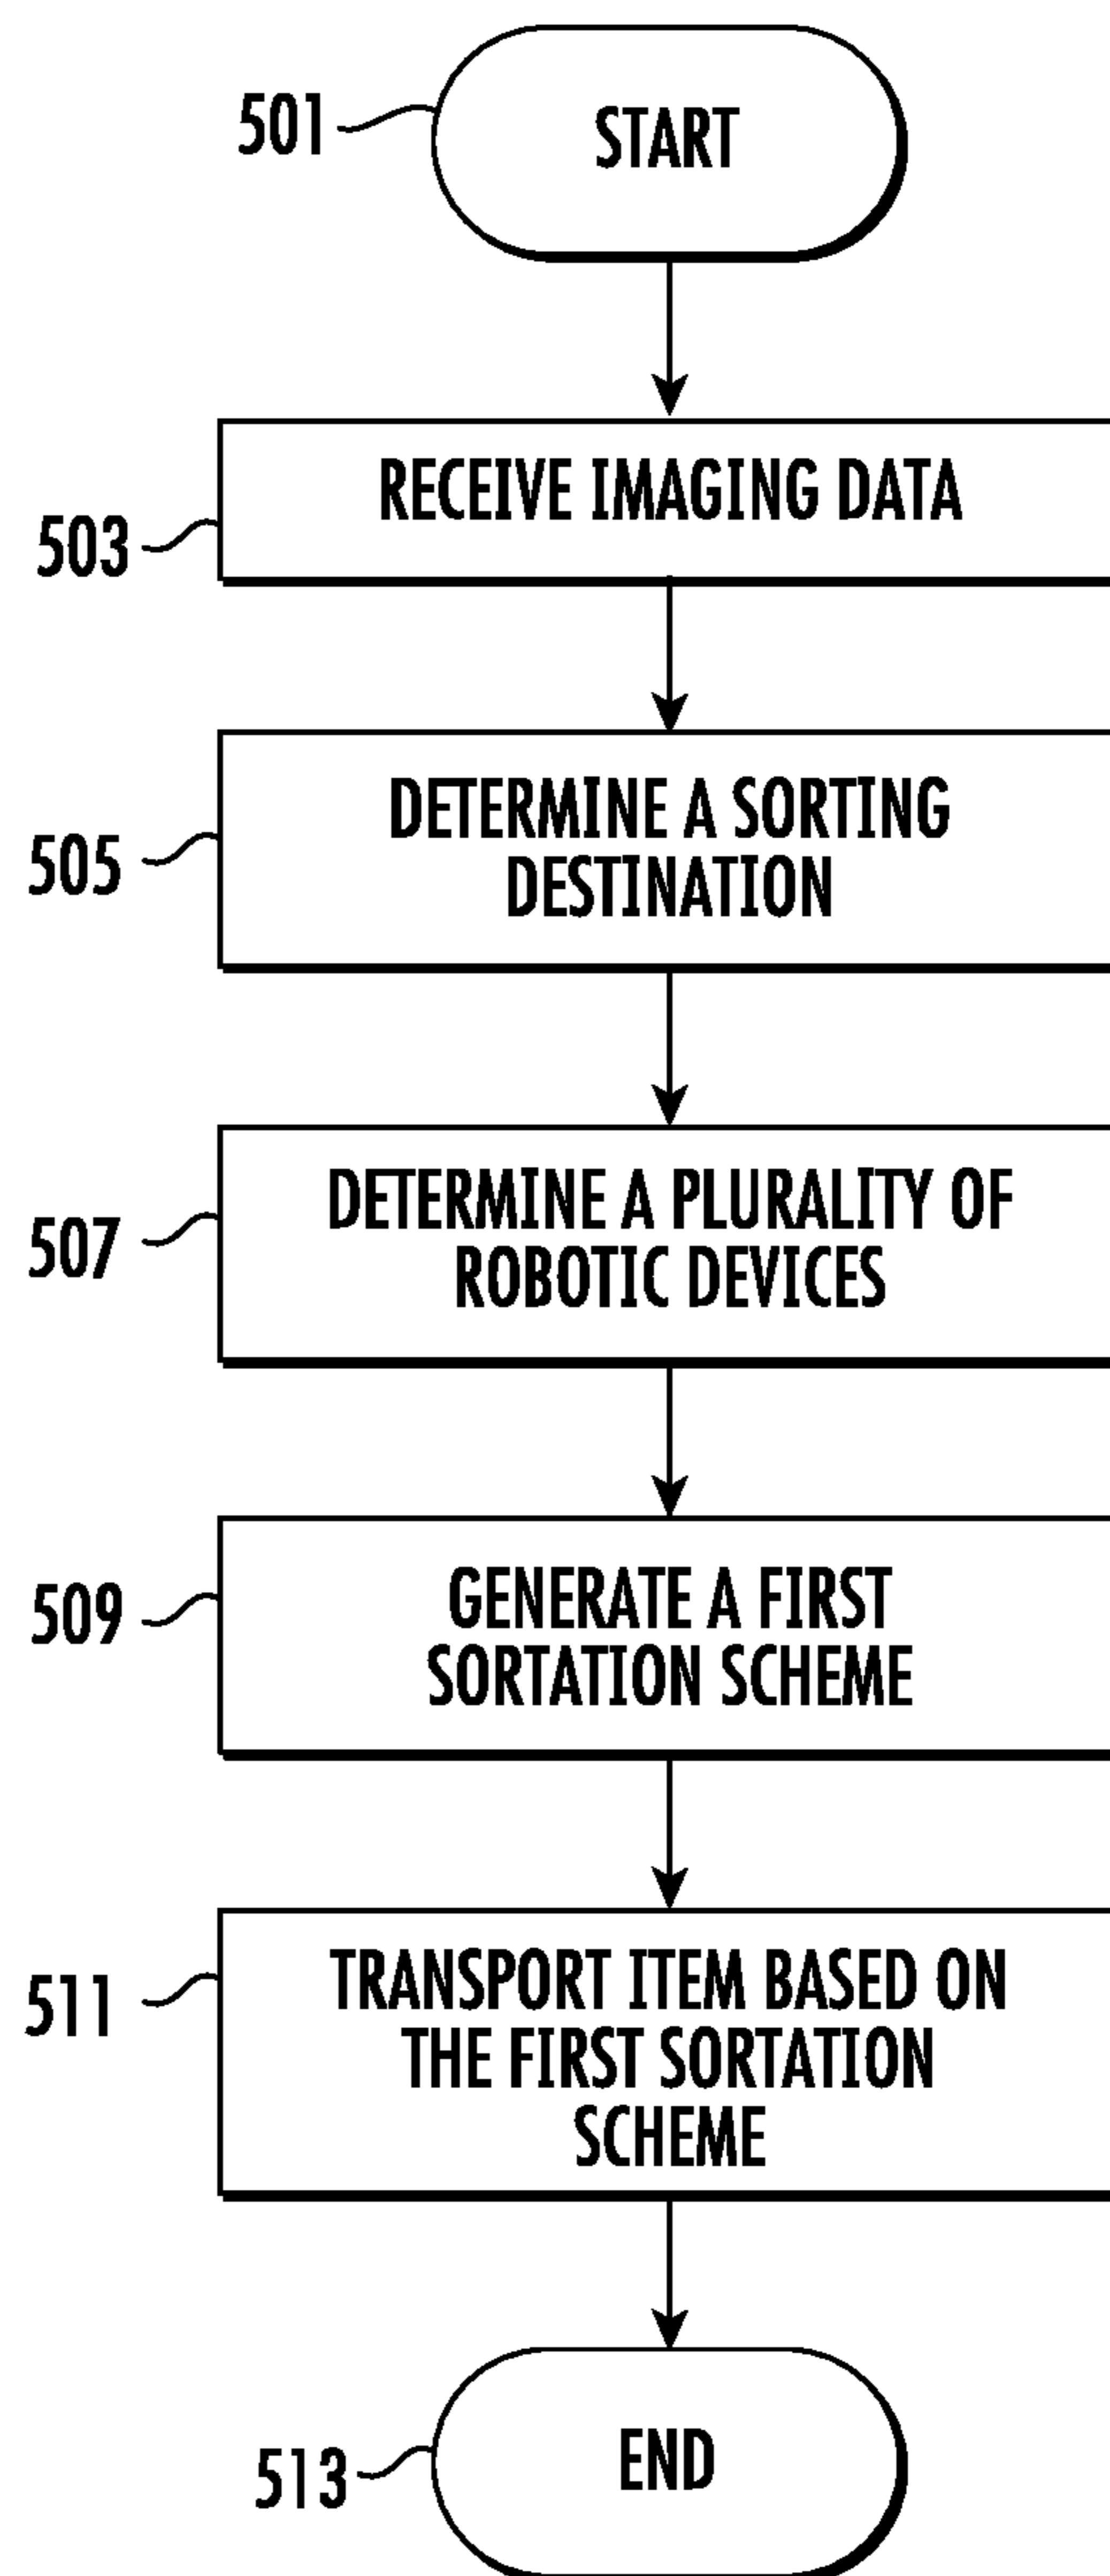 501
START
RECEIVE IMAGING DATA
503
DETERMINE A SORTING
DESTINATION
505
DETERMINE A PLURALITY OF
ROBOTIC DEVICES
507
GENERATE A FIRST
SORTATION SCHEME
509
TRANSPORT ITEM BASED ON
THE FIRST SORTATION
SCHEME
511
END
513